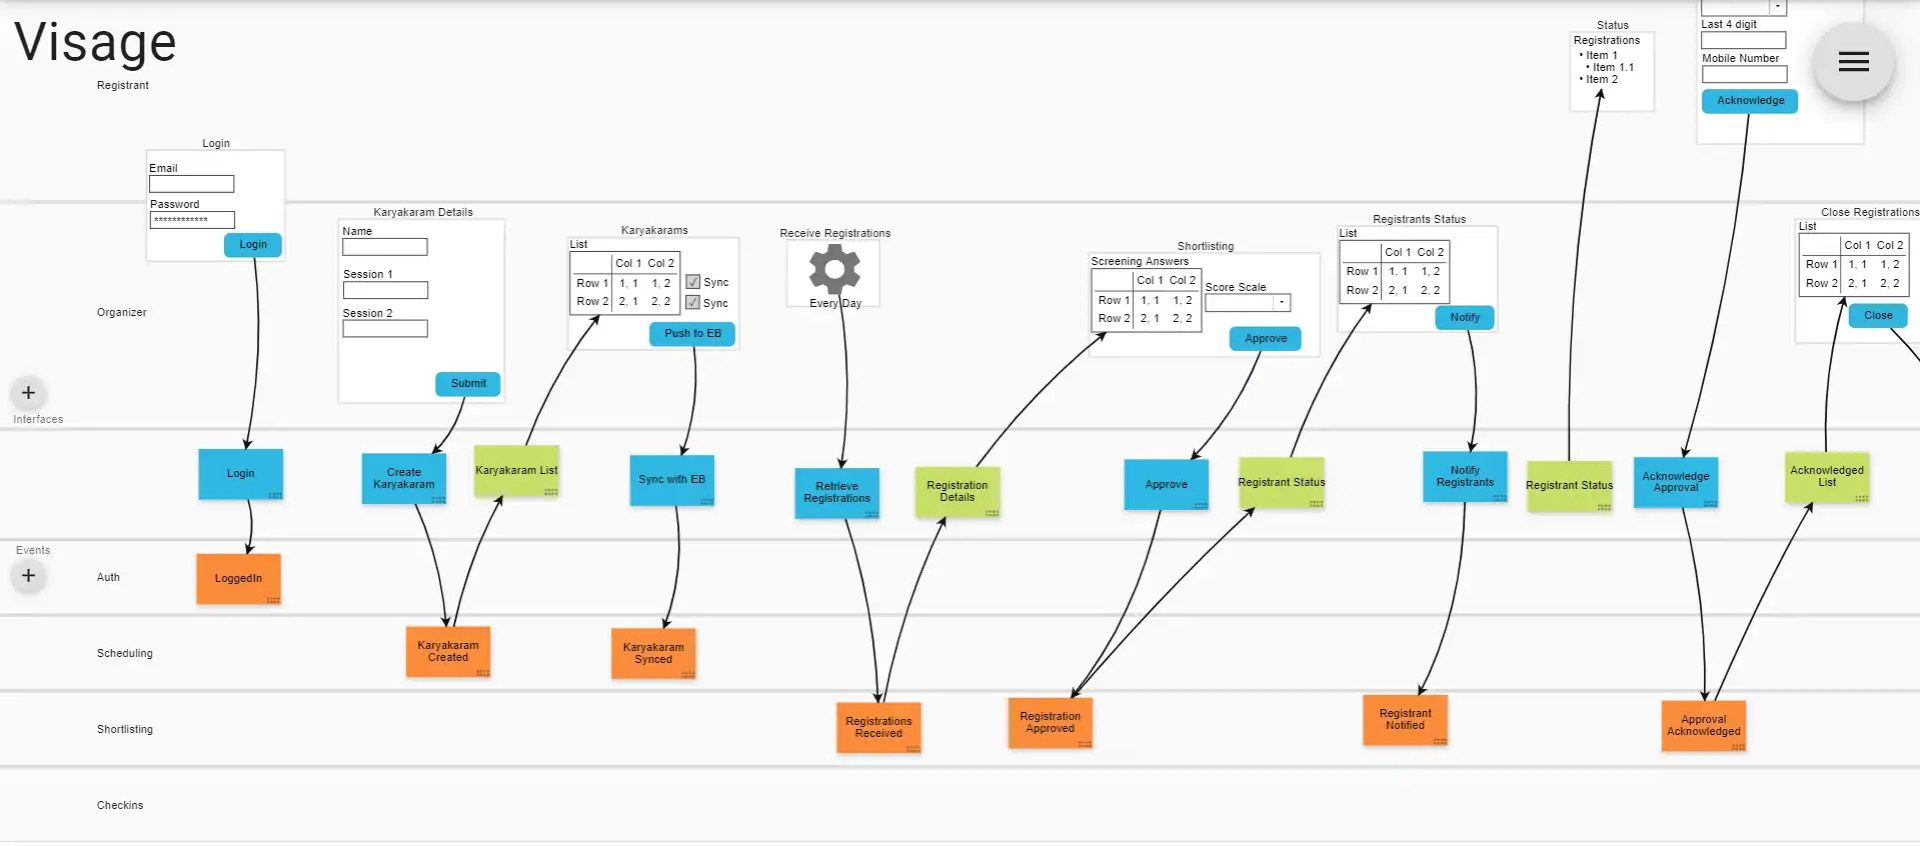 Visage
Registrant
Login
Email
Password
************
Login
Karyakaram Details
Name
Session 1
Session 2
Submit
Karyakarams
List
Col 1 Col 2
Row 1 1, 1 1, 2
Row 2 2, 1 2, 2
Sync
Sync
Push to EB
Receive Registrations
Every Day
Shortlisting
Screening Answers
Col 1 Col 2
Row 1 1, 1 1, 2
Row 2 2, 1 2, 2
Score Scale
Approve
Registrants Status
List
Col 1 Col 2
Row 1 1, 1 1, 2
Row 2 2, 1 2, 2
Notify
Status
Registrations
• Item 1
• Item 1.1
• Item 2
Last 4 digit
Mobile Number
Acknowledge
Close Registrations
List
Col 1 Col 2
Row 1 1, 1 1, 2
Row 2 2, 1 2, 2
Close
Organizer
+
Interfaces
Login
Create
Karyakaram
Karyakaram List
Sync with EB
Retrieve
Registrations
Registration
Details
Approve
Registrant Status
Notify
Registrants
Registrant Status
Acknowledge
Approval
Acknowledged
List
Events
+
Auth
LoggedIn
Scheduling
Karyakaram
Created
Karyakaram
Synced
Shortlisting
Registrations
Received
Registration
Approved
Registrant
Notified
Approval
Acknowledged
Checkins